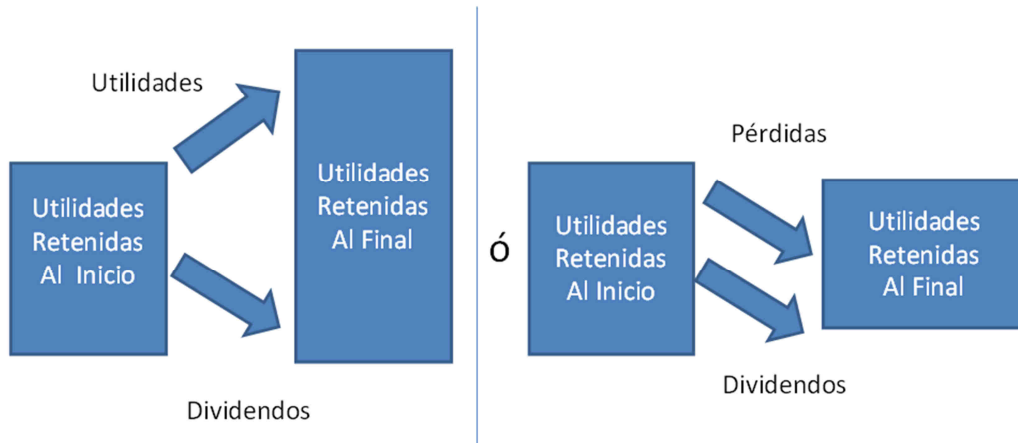 Utilidades
Utilidades
Retenidas
Al Inicio
Utilidades
Retenidas
Al Final
Dividendos
Ó
Pérdidas
Utilidades
Retenidas
Al Inicio
Utilidades
Retenidas
Al Final
Dividendos